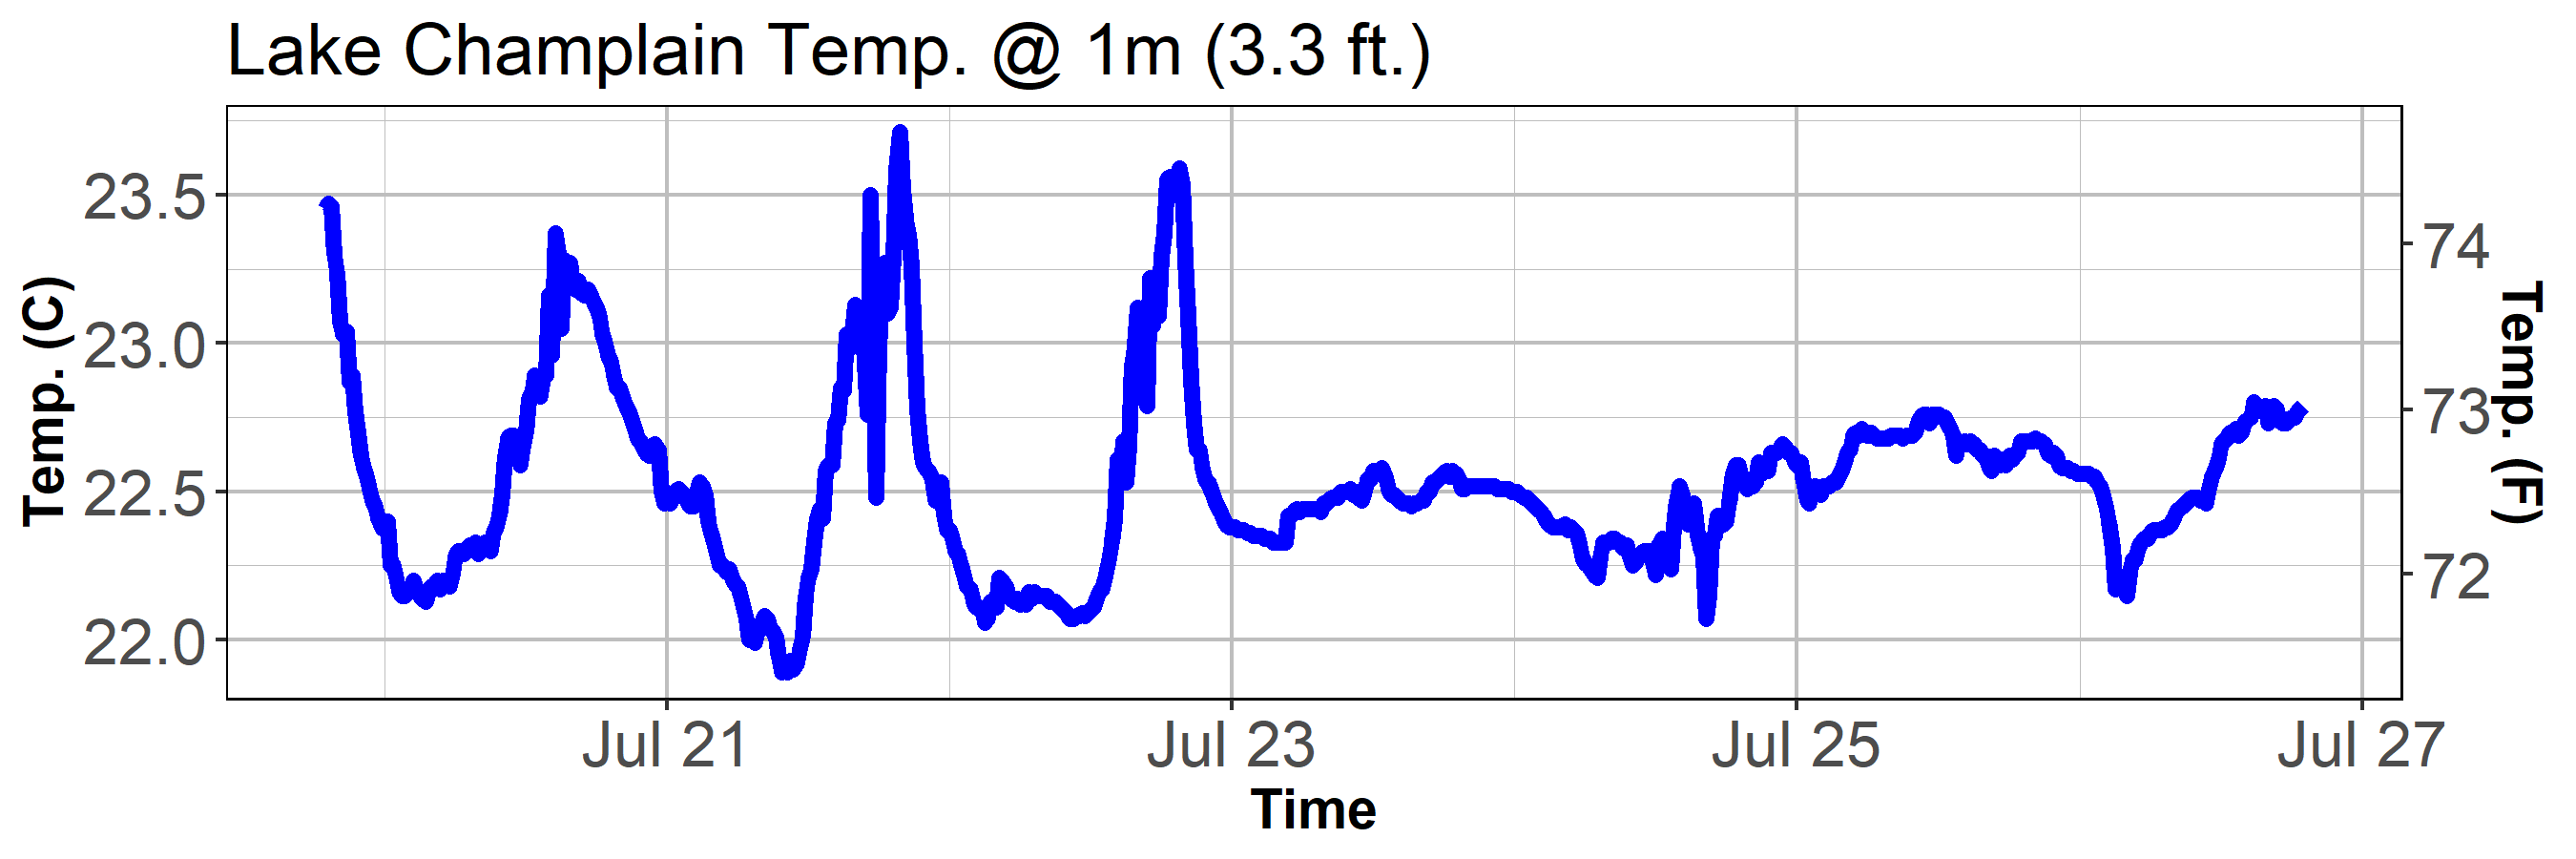 Lake Champlain Temp. @ 1m (3.3 ft.)
Temp. (C)
23.5
23.0
22.5
22.0
74
73
72
Temp. (F)
Jul 21
Jul 23
Jul 25
Jul 27
Time